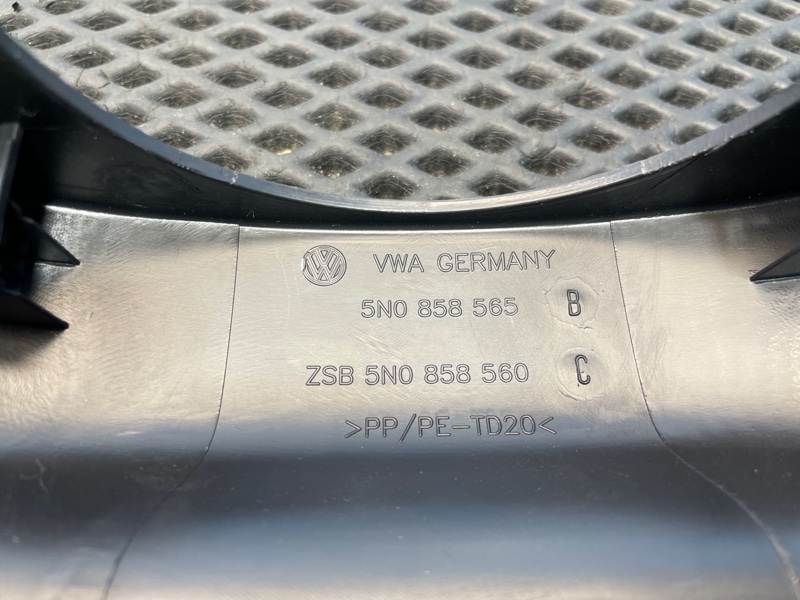 VWA GERMANY
5N0 858 565 B
ZSB 5N0 858 560 C
>PP/PE-TD20<